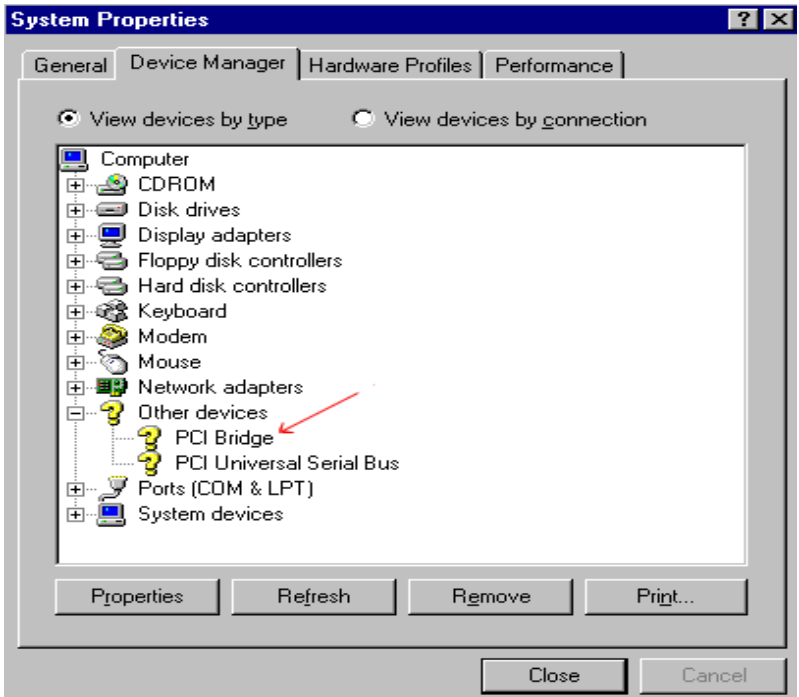 System Properties
General Device Manager Hardware Profiles Performance
View devices by type View devices by connection
Computer
CDROM
Disk drives
Display adapters
Floppy disk controllers
Hard disk controllers
Keyboard
Modem
Mouse
Network adapters
Other devices
PCI Bridge
PCI Universal Serial Bus
Ports (COM & LPT)
System devices
Properties Refresh Remove Print...
Close Cancel